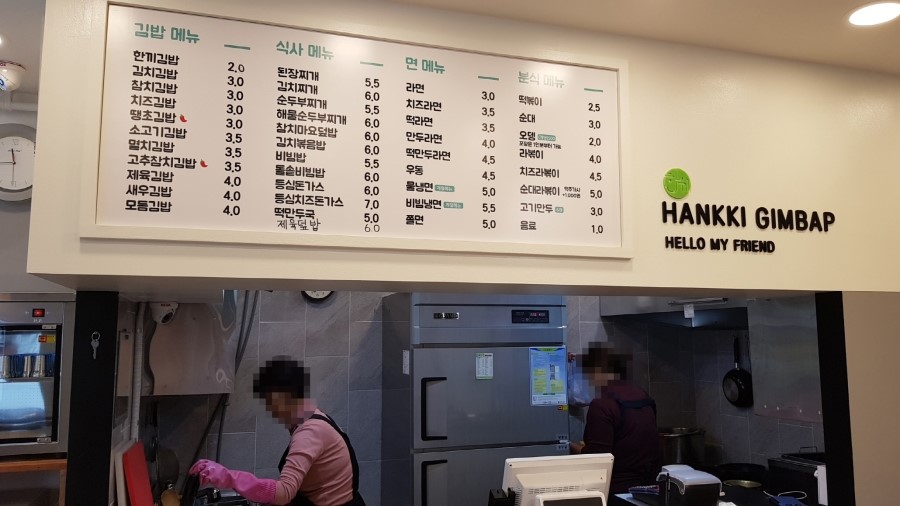 김밥 메뉴
한끼김밥 2,0
김치김밥 3,0
참치김밥 3,0
치즈김밥 3,0
땡초김밥 3,0
소고기김밥 3,5
멸치김밥 3,5
고추참치김밥 3,5
제육김밥 4,0
새우김밥 4,0
모둠김밥 4,0
식사 메뉴
된장찌개 5,5
김치찌개 6,0
순두부찌개 5,5
해물순두부찌개 6,0
참치마요덮밥 6,0
김치볶음밥 6,0
비빔밥 5,5
돌솥비빔밥 6,0
등심돈가스 6,0
등심치즈돈가스 7,0
떡만두국 5,0
제육덮밥 6,0
면 메뉴
라면 3,0
치즈라면 3,5
떡라면 3,5
만두라면 4,0
떡만두라면 4,5
우동 4,5
물냉면 5,0
비빔냉면 5,5
쫄면 5,0
분식 메뉴
떡볶이 2,5
순대 3,0
오뎅 2,0
라볶이 4,0
치즈라볶이 4,5
순대라볶이 5,0
고기만두 3,0
음료 1,0
HANKKI GIMBAP
HELLO MY FRIEND